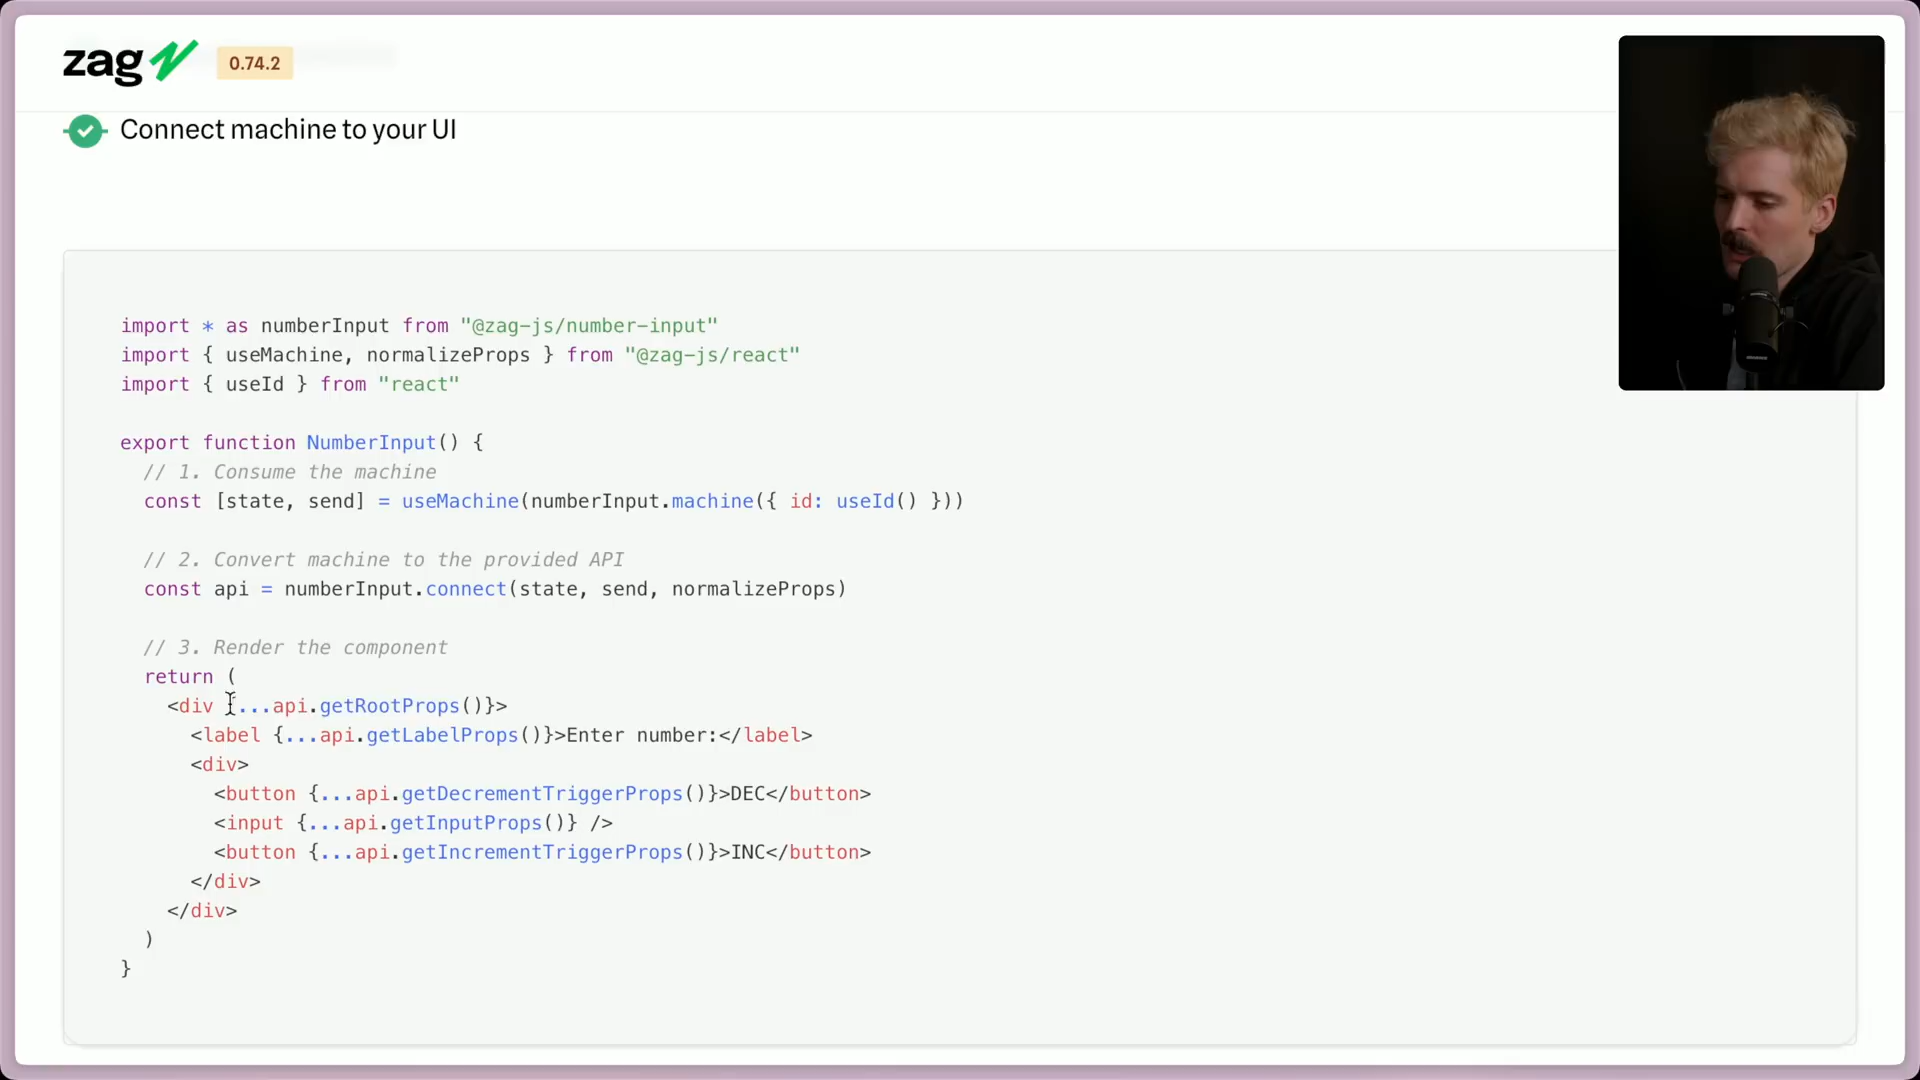 zag
0.74.2
Connect machine to your UI
import * as numberInput from "@zag-js/number-input"
import { useMachine, normalizeProps } from "@zag-js/react"
import { useId } from "react"
export function NumberInput() {
// 1. Consume the machine
const [state, send] = useMachine(numberInput.machine({ id: useId() }))
// 2. Convert machine to the provided API
const api = numberInput.connect(state, send, normalizeProps)
// 3. Render the component
return (
<div {...api.getRootProps()}>
<label {...api.getLabelProps()}>Enter number:</label>
<div>
<button {...api.getDecrementTriggerProps()}>DEC</button>
<input {...api.getInputProps()} />
<button {...api.getIncrementTriggerProps()}>INC</button>
</div>
</div>
)
}